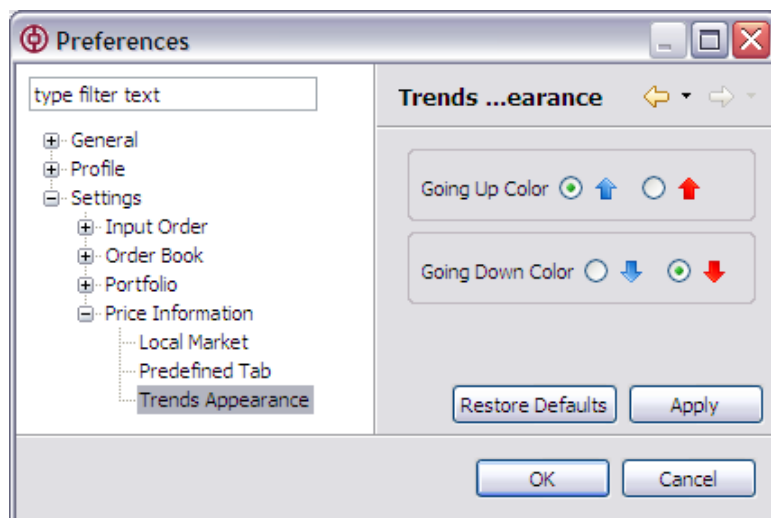 Preferences
type filter text
General
Profile
Settings
Input Order
Order Book
Portfolio
Price Information
Local Market
Predefined Tab
Trends Appearance
Trends ...earance
Going Up Color
Going Down Color
Restore Defaults Apply
OK Cancel